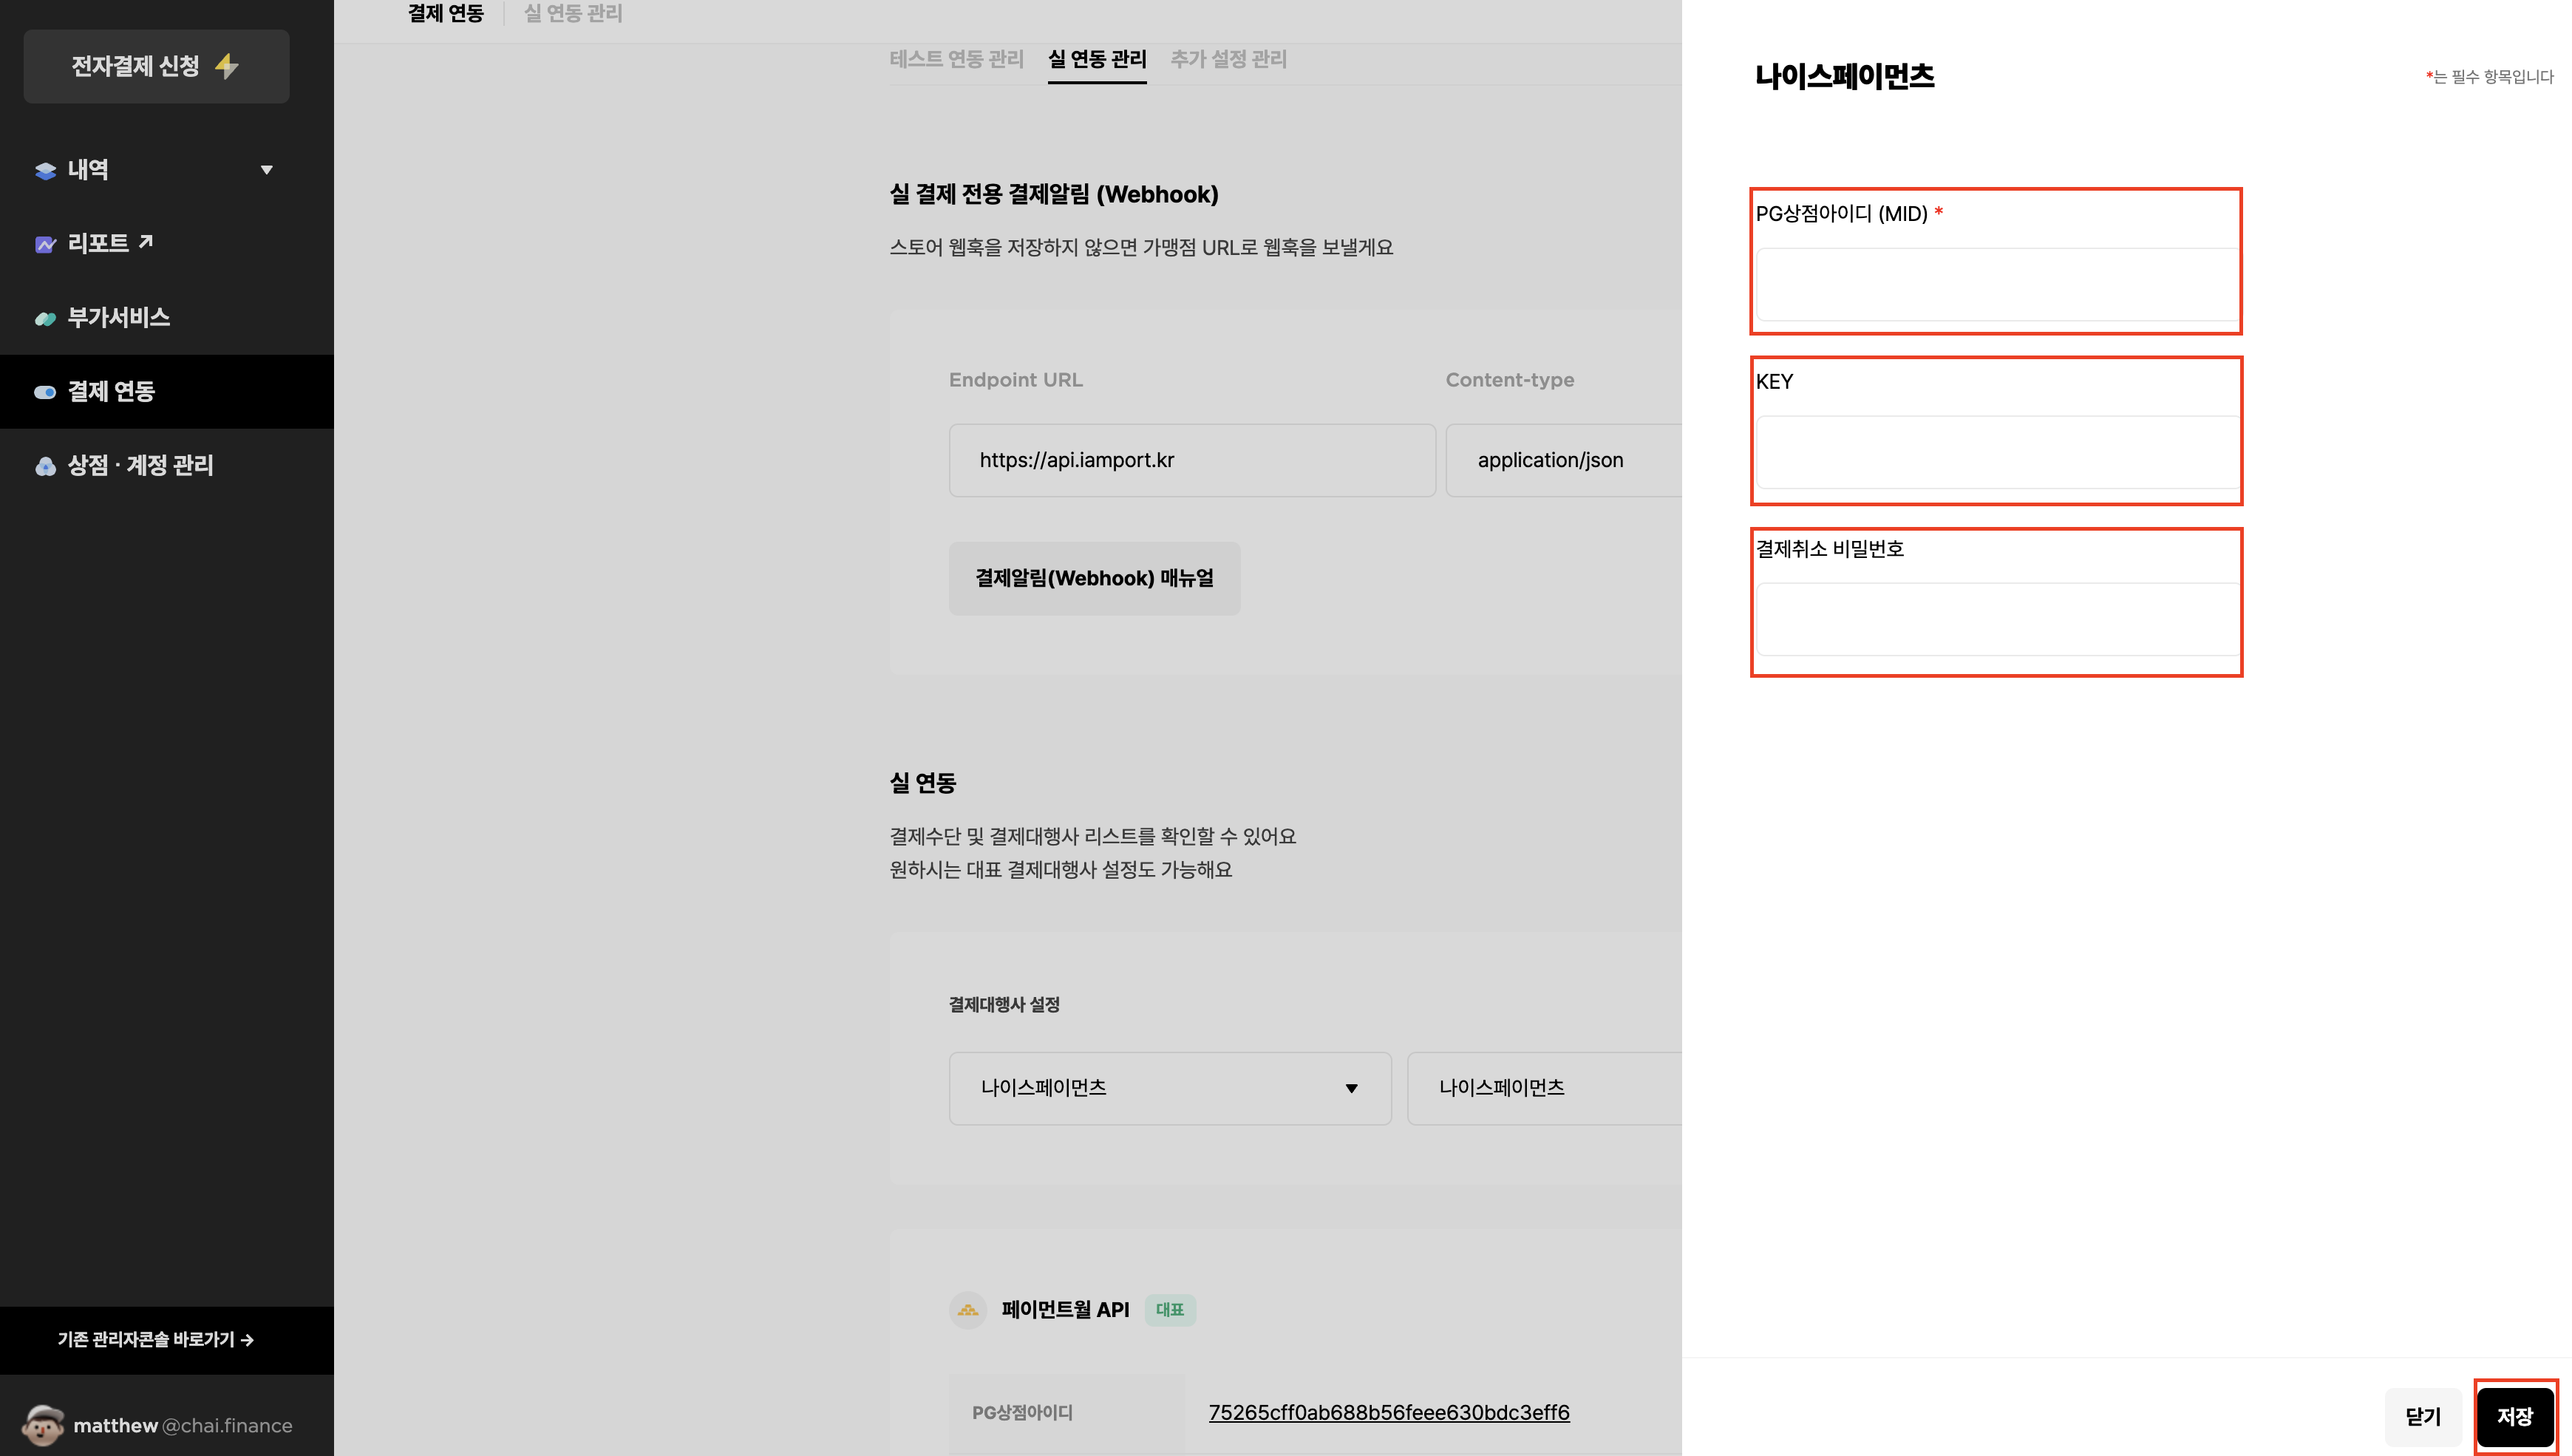 전자결제 신청
내역
리포트
부가서비스
결제 연동
상점 · 계정 관리
기존 관리자콘솔 바로가기 →
matthew@chai.finance
결제 연동 실 연동 관리
테스트 연동 관리 실 연동 관리 추가 설정 관리
실 결제 전용 결제알림 (Webhook)
스토어 웹훅을 저장하지 않으면 가맹점 URL로 웹훅을 보낼게요
Endpoint URL Content-type
https://api.iamport.kr application/json
결제알림(Webhook) 매뉴얼
실 연동
결제수단 및 결제대행사 리스트를 확인할 수 있어요
원하시는 대표 결제대행사 설정도 가능해요
결제대행사 설정
나이스페이먼츠 나이스페이먼츠
페이먼트월 API 대표
PG상점아이디 75265cff0ab688b56feee630bdc3eff6
나이스페이먼츠
*는 필수 항목입니다
PG상점아이디 (MID) *
KEY
결제취소 비밀번호
닫기 저장